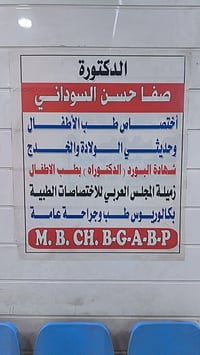 الدكتورة
صفا حسن السوداني
أختصاص طب الأطفال
وحديثي الولادة والخدج
شهادة البورد (الدكتوراه) بطب الاطفال
زميلة المجلس العربي للاختصاصات الطبية
بكالوريوس طب وجراحة عامة
M. B. CH. B-G-A-B-P